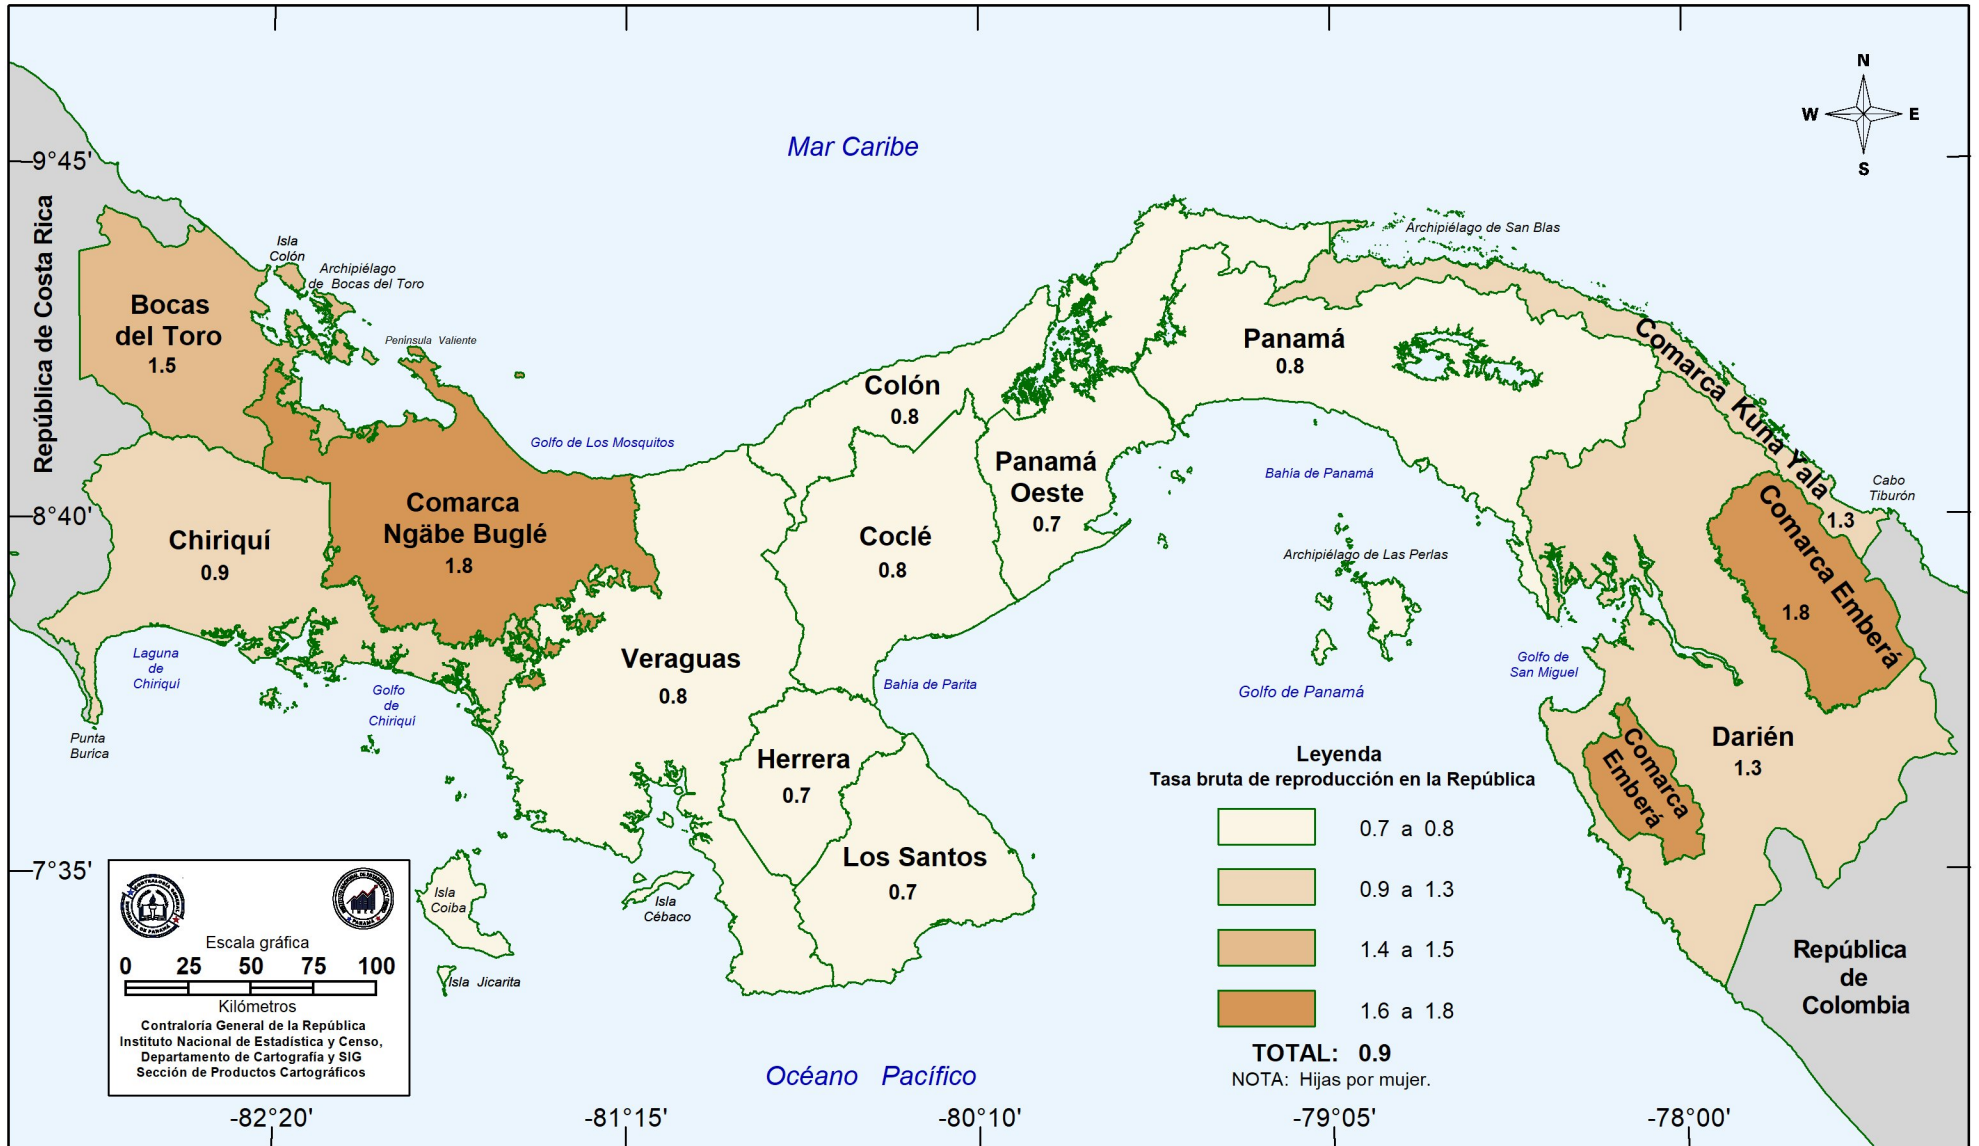 N
W E
S
Mar Caribe
9°45'
República de Costa Rica
Isla
Colón
Archipiélago
de Bocas del Toro
Archipiélago de San Blas
Bocas
del Toro
1.5
Península Valiente
Panamá
0.8
Comarca Kuna Yala
1.3
Colón
0.8
Golfo de Los Mosquitos
Panamá
Oeste
0.7
Bahía de Panamá
Cabo
Tiburón
8°40'
Comarca
Ngäbe Buglé
1.8
Chiriquí
0.9
Coclé
0.8
Archipiélago de Las Perlas
Comarca Emberá
1.8
Laguna
de
Chiriquí
Golfo
de
Chiriquí
Veraguas
0.8
Bahía de Parita
Golfo de Panamá
Golfo de
San Miguel
Punta
Burica
Darién
1.3
Comarca
Emberá
Herrera
0.7
Los Santos
0.7
7°35'
Isla
Coiba
Isla
Cébaco
Isla Jicarita
Leyenda
Tasa bruta de reproducción en la República
0.7 a 0.8
0.9 a 1.3
1.4 a 1.5
1.6 a 1.8
TOTAL: 0.9
NOTA: Hijas por mujer.
República
de
Colombia
Escala gráfica
0 25 50 75 100
Kilómetros
Contraloría General de la República
Instituto Nacional de Estadística y Censo,
Departamento de Cartografía y SIG
Sección de Productos Cartográficos
Océano Pacífico
-82°20' -81°15' -80°10' -79°05' -78°00'